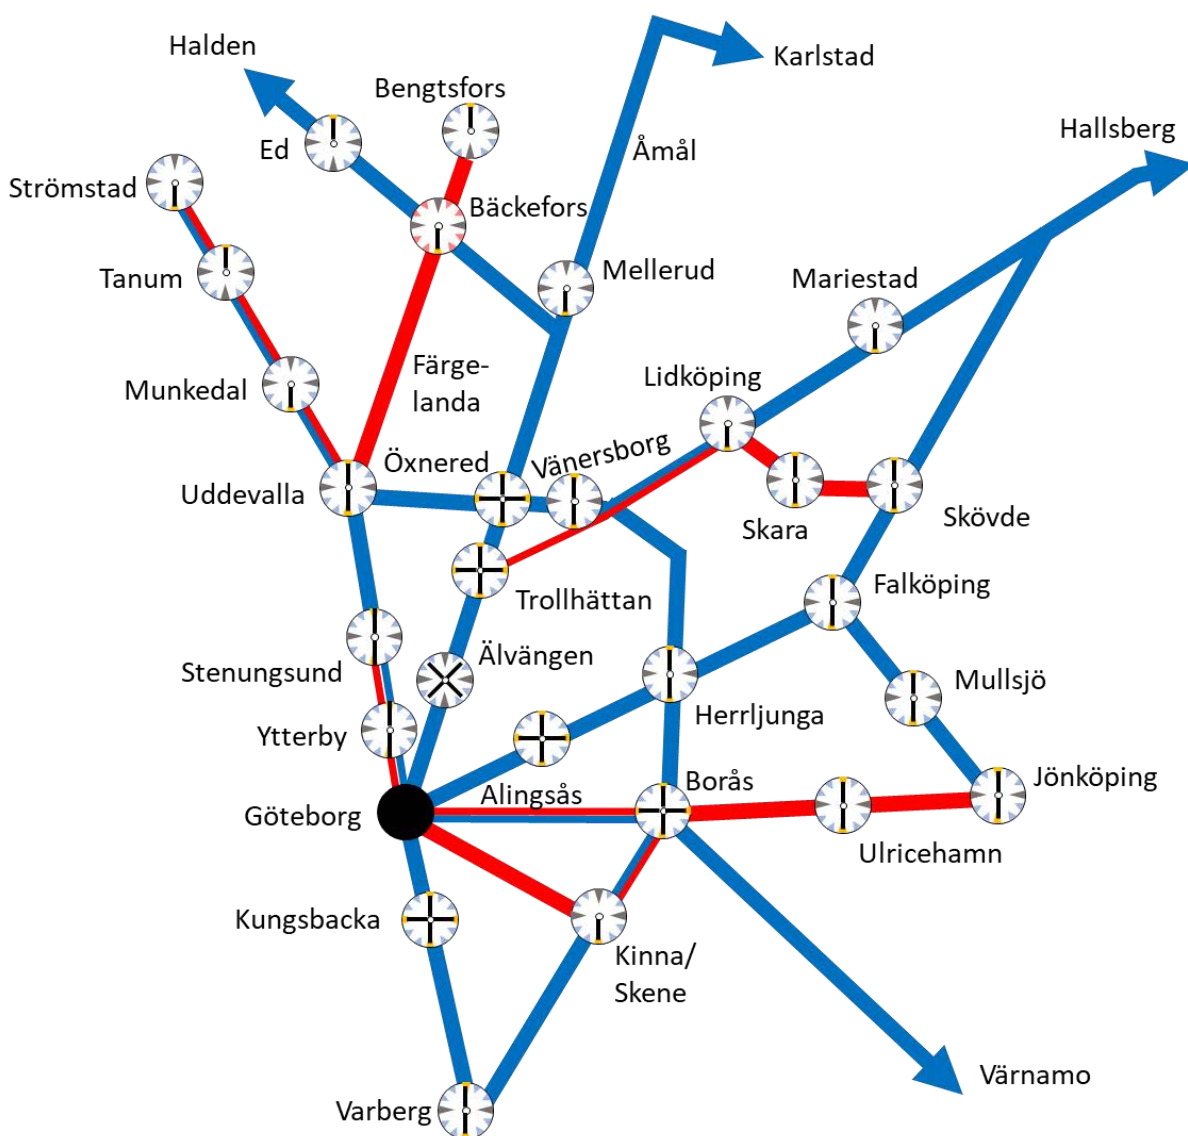 Halden
Karlstad
Bengtsfors
Hallsberg
Ed
Åmål
Strömstad
Bäckefors
Tanum
Mellerud
Mariestad
Munkedal
Färge-
landa
Lidköping
Öxnered
Vänersborg
Uddevalla
Skara
Skövde
Trollhättan
Falköping
Älvängen
Stenungsund
Mullsjö
Herrljunga
Ytterby
Jönköping
Borås
Alingsås
Göteborg
Ulricehamn
Kungsbacka
Kinna/
Skene
Värnamo
Varberg